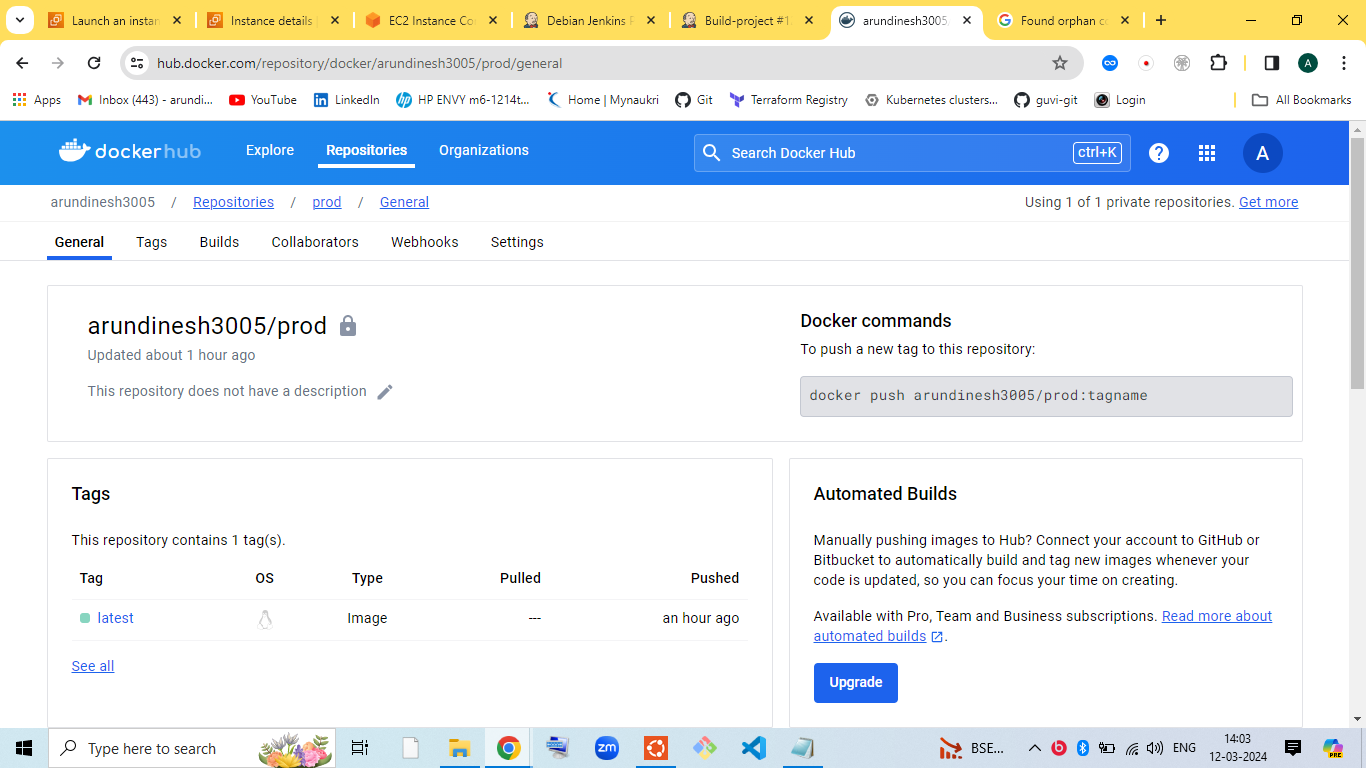 Launch an instan
Instance details
EC2 Instance Co
Debian Jenkins P
Build-project #1
arundinesh3005
Found orphan co
hub.docker.com/repository/docker/arundinesh3005/prod/general
A
Apps
Inbox (443) - arundi...
YouTube
LinkedIn
HP ENVY m6-1214t...
Home | Mynaukri
Git
Terraform Registry
Kubernetes clusters...
guvi-git
Login
All Bookmarks
docker hub
Explore
Repositories
Organizations
Search Docker Hub
ctrl+K
?
A
arundinesh3005 / Repositories / prod / General
Using 1 of 1 private repositories. Get more
General
Tags
Builds
Collaborators
Webhooks
Settings
arundinesh3005/prod
Updated about 1 hour ago
This repository does not have a description
Docker commands
To push a new tag to this repository:
docker push arundinesh3005/prod:tagname
Tags
This repository contains 1 tag(s).
Tag OS Type Pulled Pushed
latest Image --- an hour ago
See all
Automated Builds
Manually pushing images to Hub? Connect your account to GitHub or
Bitbucket to automatically build and tag new images whenever your
code is updated, so you can focus your time on creating.
Available with Pro, Team and Business subscriptions. Read more about
automated builds .
Upgrade
Type here to search
zm
BSE...
ENG
14:03
12-03-2024
PRE